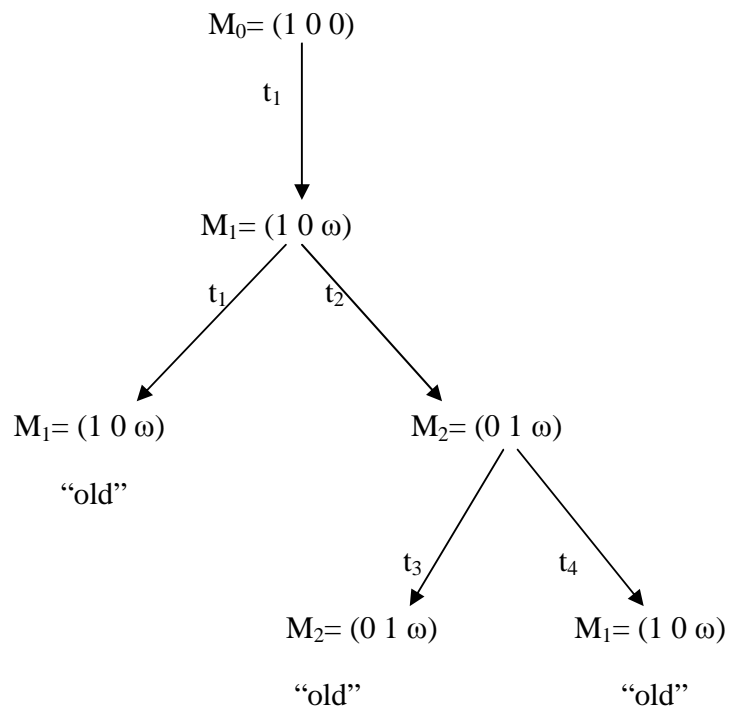 M₀= (1 0 0)
t₁
M₁= (1 0 ω)
t₁ t₂
M₁= (1 0 ω) M₂= (0 1 ω)
“old”
t₃ t₄
M₂= (0 1 ω) M₁= (1 0 ω)
“old” “old”